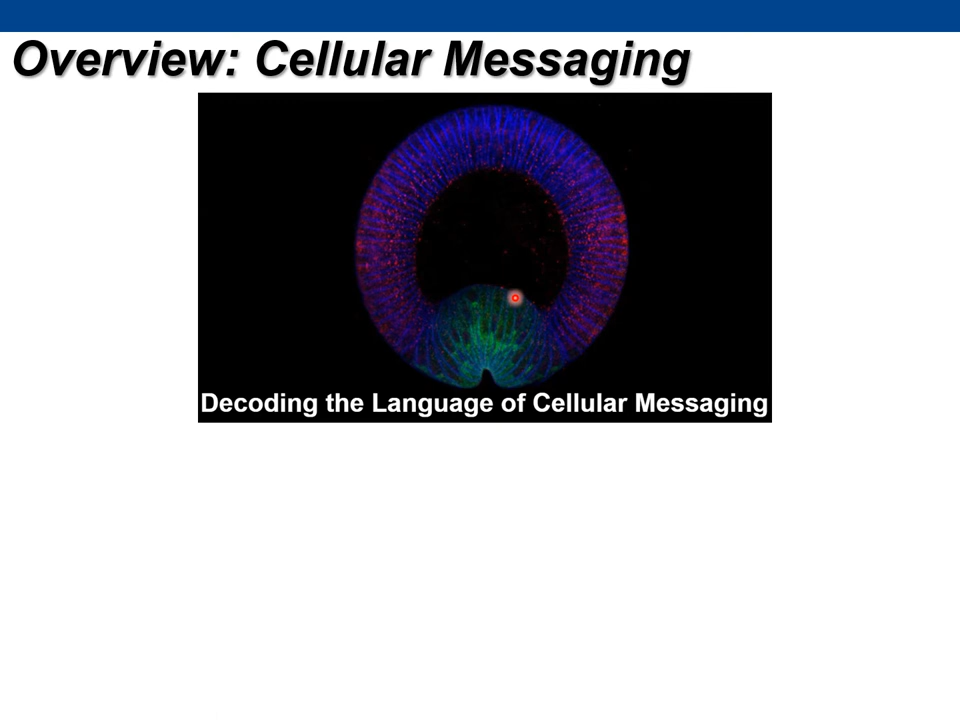 Overview: Cellular Messaging
Decoding the Language of Cellular Messaging